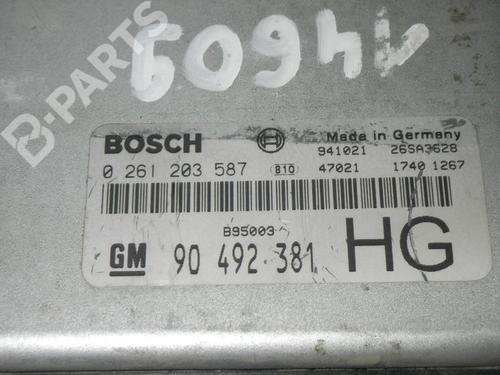 B-PARTS
14609
BOSCH Made in Germany
941021 26SA3628
0 261 203 587 810 47021 1740 1267
B95003
GM 90 492 381 HG